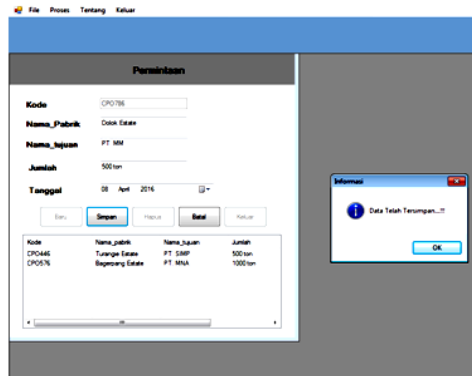 File Proses Tentang Keluar
Permintaan
Kode CPO786
Nama_Pabrik Dolok Estate
Nama_tujuan PT MM
Jumlah 500 ton
Tanggal 08 April 2016
Baru Simpan Hapus Batal Keluar
Kode Nama_pabrik Nama_tujuan Jumlah
CPO446 Turangie Estate PT SIMP 500 ton
CPO576 Bagerpang Estate PT MNA 1000 ton
Informasi
Data Telah Tersimpan...!!
OK